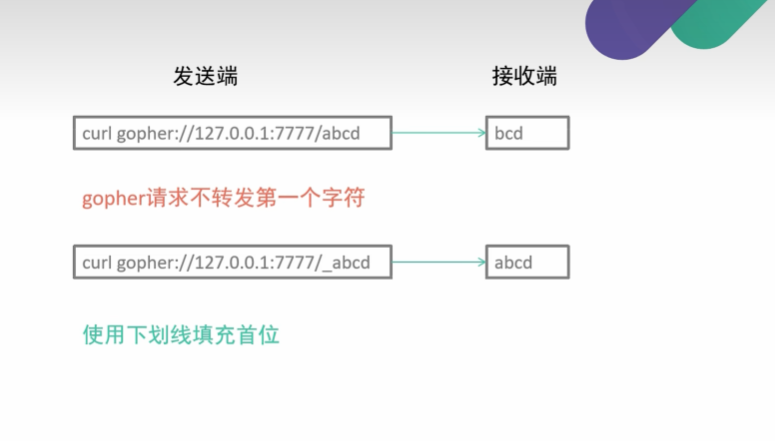 发送端 接收端
curl gopher://127.0.0.1:7777/abcd bcd
gopher请求不转发第一个字符
curl gopher://127.0.0.1:7777/_abcd abcd
使用下划线填充首位